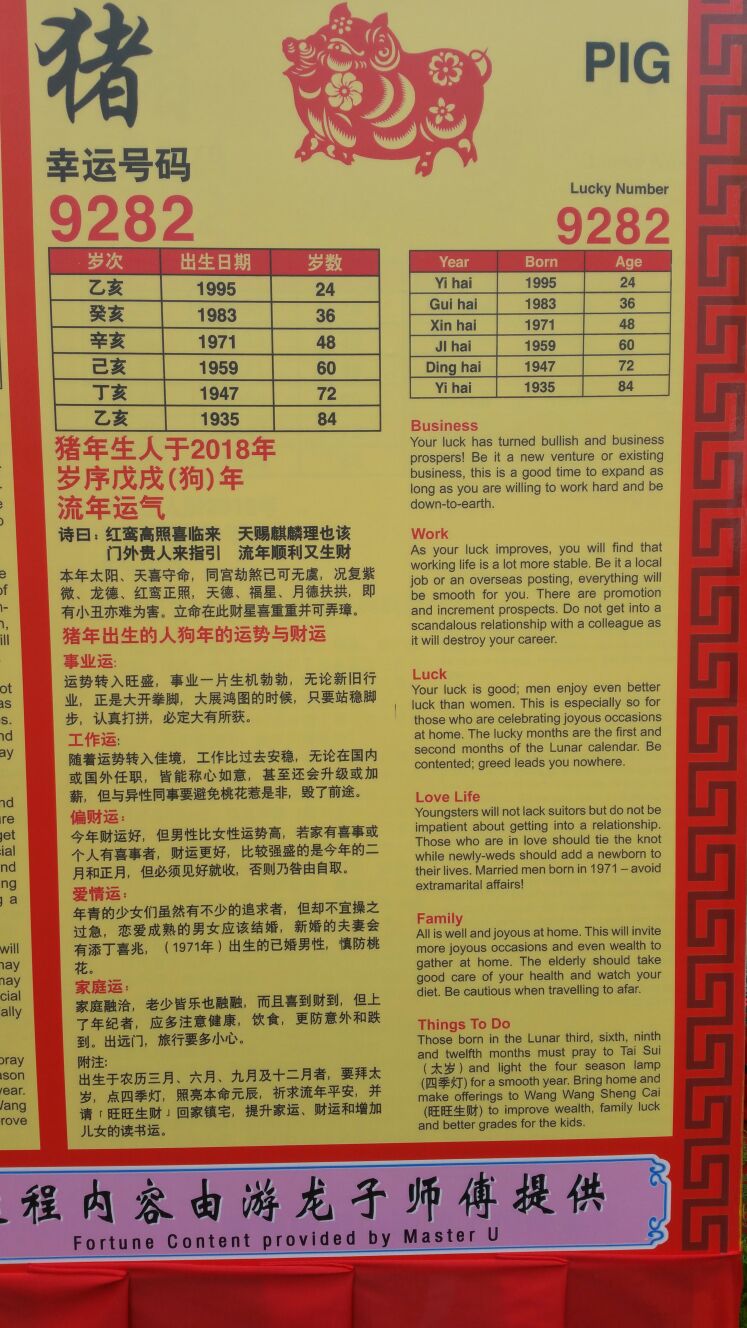 猪
PIG
幸运号码
9282
Lucky Number
9282
岁次 出生日期 岁数
乙亥 1995 24
癸亥 1983 36
辛亥 1971 48
己亥 1959 60
丁亥 1947 72
乙亥 1935 84
猪年生人于2018年
岁序戊戌(狗)年
流年运气
诗曰：红鸾高照喜临来 天赐麒麟理也该
门外贵人来指引 流年顺利又生财
本年太阳、天喜守命，同宫劫煞已可无虞，况复紫
微、龙德、红鸾正照，天德、福星、月德扶拱，即
有小丑亦难为害。立命在此财星喜重重并可弄璋。
猪年出生的人狗年的运势与财运
事业运:
运势转入旺盛，事业一片生机勃勃，无论新旧行
业，正是大开拳脚，大展鸿图的时候，只要站稳脚
步，认真打拼，必定大有所获。
工作运:
随着运势转入佳境，工作比过去安稳，无论在国内
或国外任职，皆能称心如意，甚至还会升级或加
薪，但与异性同事要避免桃花惹是非，毁了前途。
偏财运:
今年财运好，但男性比女性运势高，若家有喜事或
个人有喜事者，财运更好，比较强盛的是今年的二
月和正月，但必须见好就收，否则乃咎由自取。
爱情运:
年青的少女们虽然有不少的追求者，但却不宜操之
过急，恋爱成熟的男女应该结婚，新婚的夫妻会
有添丁喜兆，（1971年）出生的已婚男性，慎防桃
花。
家庭运:
家庭融洽，老少皆乐也融融，而且喜到财到，但上
了年纪者，应多注意健康，饮食，更防意外和跌
到。出远门，旅行要多小心。
附注:
出生于农历三月、六月、九月及十二月者，要拜太
岁，点四季灯，照亮本命元辰，祈求流年平安，并
请「旺旺生财」回家镇宅，提升家运、财运和增加
儿女的读书运。
Year Born Age
Yi hai 1995 24
Gui hai 1983 36
Xin hai 1971 48
JI hai 1959 60
Ding hai 1947 72
Yi hai 1935 84
Business
Your luck has turned bullish and business
prospers! Be it a new venture or existing
business, this is a good time to expand as
long as you are willing to work hard and be
down-to-earth.
Work
As your luck improves, you will find that
working life is a lot more stable. Be it a local
job or an overseas posting, everything will
be smooth for you. There are promotion
and increment prospects. Do not get into a
scandalous relationship with a colleague as
it will destroy your career.
Luck
Your luck is good; men enjoy even better
luck than women. This is especially so for
those who are celebrating joyous occasions
at home. The lucky months are the first and
second months of the Lunar calendar. Be
contented; greed leads you nowhere.
Love Life
Youngsters will not lack suitors but do not be
impatient about getting into a relationship.
Those who are in love should tie the knot
while newly-weds should add a newborn to
their lives. Married men born in 1971 – avoid
extramarital affairs!
Family
All is well and joyous at home. This will invite
more joyous occasions and even wealth to
gather at home. The elderly should take
good care of your health and watch your
diet. Be cautious when travelling to afar.
Things To Do
Those born in the Lunar third, sixth, ninth
and twelfth months must pray to Tai Sui
(太岁) and light the four season lamp
(四季灯) for a smooth year. Bring home and
make offerings to Wang Wang Sheng Cai
(旺旺生财) to improve wealth, family luck
and better grades for the kids.
程内容由游龙子师傅提供
Fortune Content provided by Master U